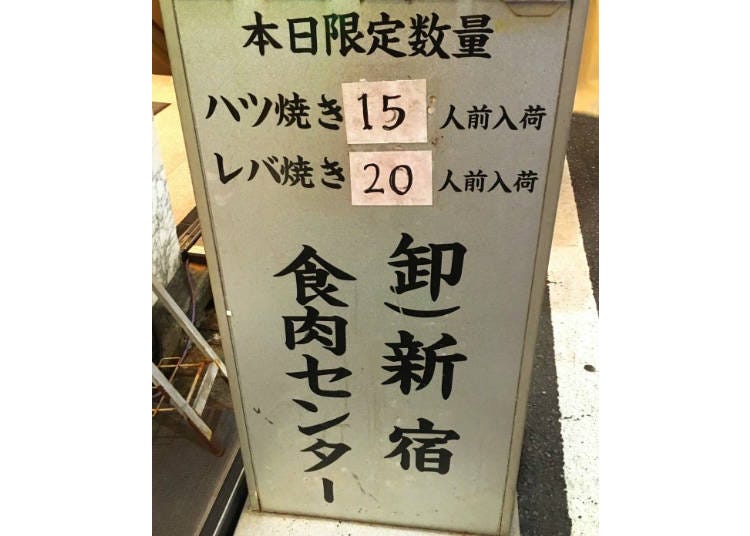 本日限定数量
ハツ焼き 15 人前入荷
レバ焼き 20 人前入荷
卸)新宿
食肉センター